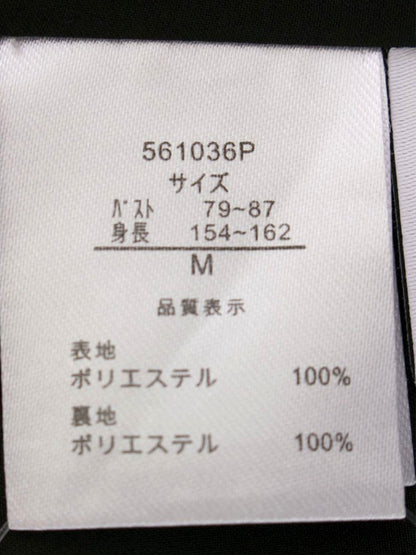 561036P
サイズ
ﾊﾞｽﾄ 79~87
身長 154~162
M
品質表示
表地
ポリエステル 100%
裏地
ポリエステル 100%